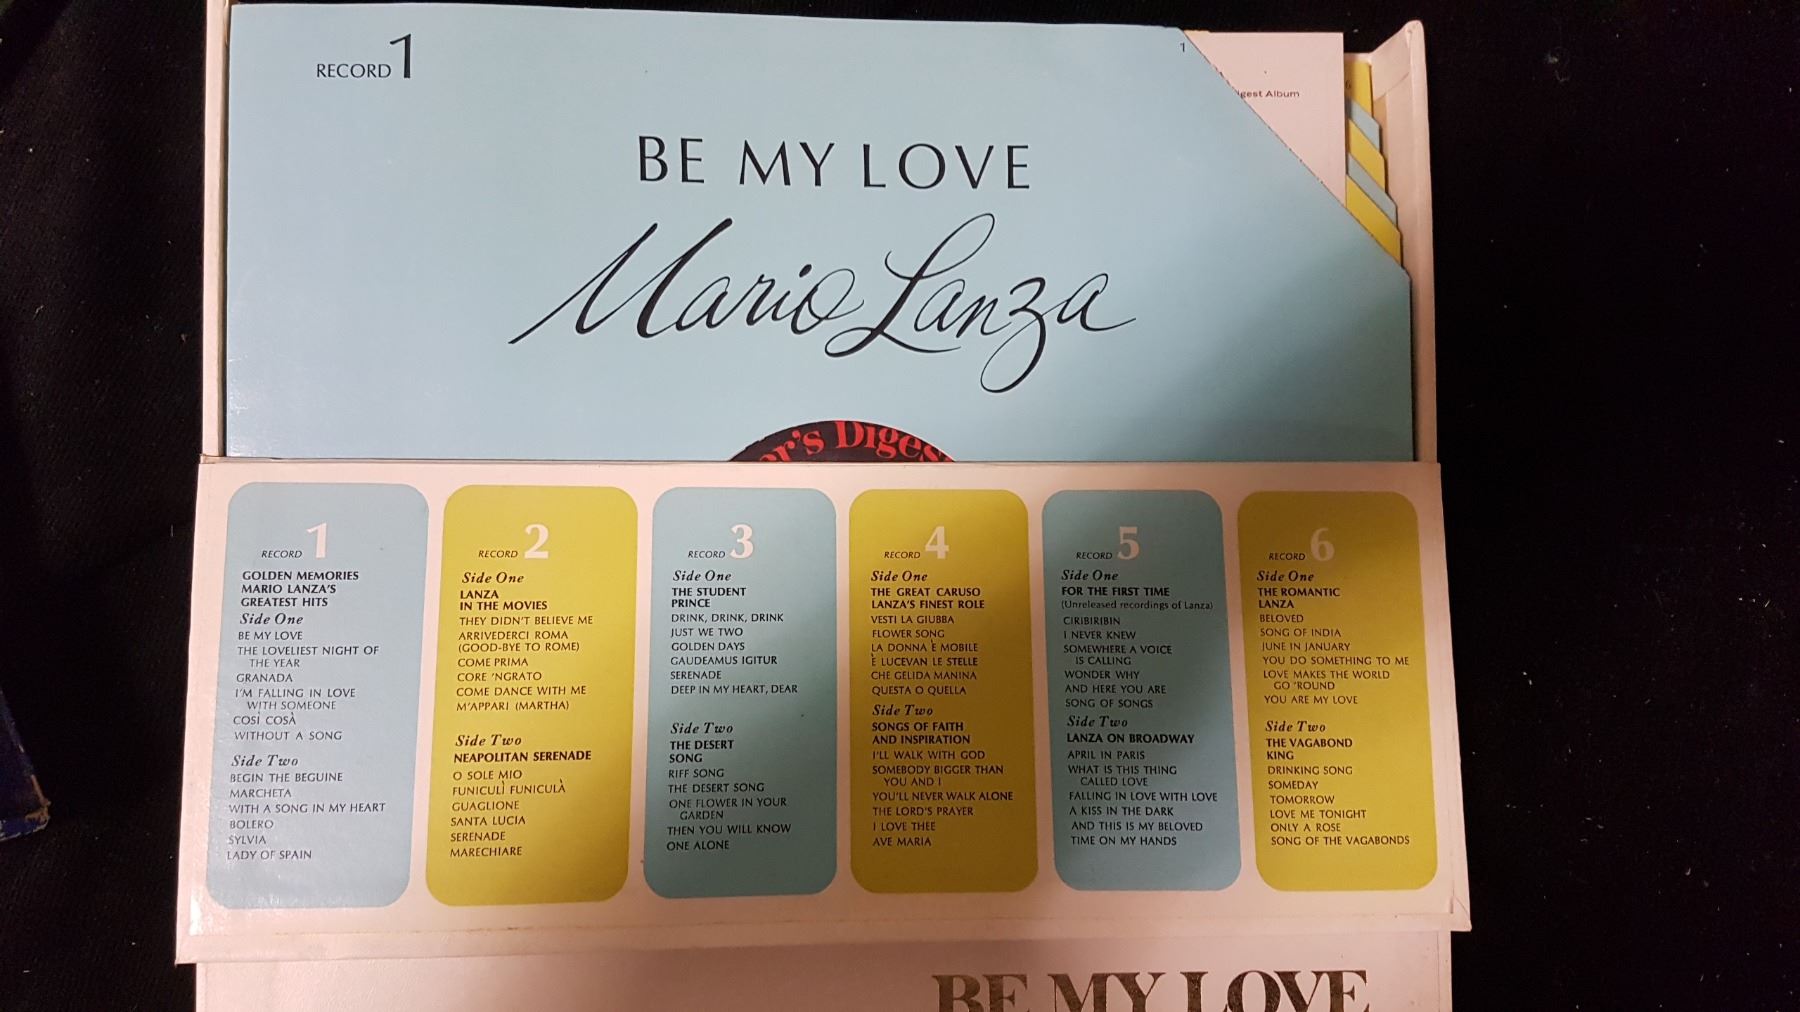 RECORD 1
1
gest Album
6
BE MY LOVE
Mario Lanza
er's Diges
RECORD 1
GOLDEN MEMORIES
MARIO LANZA'S
GREATEST HITS
Side One
BE MY LOVE
THE LOVELIEST NIGHT OF
THE YEAR
GRANADA
I'M FALLING IN LOVE
WITH SOMEONE
COSÌ COSÀ
WITHOUT A SONG
Side Two
BEGIN THE BEGUINE
MARCHETA
WITH A SONG IN MY HEART
BOLERO
SYLVIA
LADY OF SPAIN
RECORD 2
Side One
LANZA
IN THE MOVIES
THEY DIDN'T BELIEVE ME
ARRIVEDERCI ROMA
(GOOD-BYE TO ROME)
COME PRIMA
CORE 'NGRATO
COME DANCE WITH ME
M'APPARI (MARTHA)
Side Two
NEAPOLITAN SERENADE
O SOLE MIO
FUNICULÌ FUNICULÀ
GUAGLIONE
SANTA LUCIA
SERENADE
MARECHIARE
RECORD 3
Side One
THE STUDENT
PRINCE
DRINK, DRINK, DRINK
JUST WE TWO
GOLDEN DAYS
GAUDEAMUS IGITUR
SERENADE
DEEP IN MY HEART, DEAR
Side Two
THE DESERT
SONG
RIFF SONG
THE DESERT SONG
ONE FLOWER IN YOUR
GARDEN
THEN YOU WILL KNOW
ONE ALONE
RECORD 4
Side One
THE GREAT CARUSO
LANZA'S FINEST ROLE
VESTI LA GIUBBA
FLOWER SONG
LA DONNA È MOBILE
È LUCEVAN LE STELLE
CHE GELIDA MANINA
QUESTA O QUELLA
Side Two
SONGS OF FAITH
AND INSPIRATION
I'LL WALK WITH GOD
SOMEBODY BIGGER THAN
YOU AND I
YOU'LL NEVER WALK ALONE
THE LORD'S PRAYER
I LOVE THEE
AVE MARIA
RECORD 5
Side One
FOR THE FIRST TIME
(Unreleased recordings of Lanza)
CIRIBIRIBIN
I NEVER KNEW
SOMEWHERE A VOICE
IS CALLING
WONDER WHY
AND HERE YOU ARE
SONG OF SONGS
Side Two
LANZA ON BROADWAY
APRIL IN PARIS
WHAT IS THIS THING
CALLED LOVE
FALLING IN LOVE WITH LOVE
A KISS IN THE DARK
AND THIS IS MY BELOVED
TIME ON MY HANDS
RECORD 6
Side One
THE ROMANTIC
LANZA
BELOVED
SONG OF INDIA
JUNE IN JANUARY
YOU DO SOMETHING TO ME
LOVE MAKES THE WORLD
GO 'ROUND
YOU ARE MY LOVE
Side Two
THE VAGABOND
KING
DRINKING SONG
SOMEDAY
TOMORROW
LOVE ME TONIGHT
ONLY A ROSE
SONG OF THE VAGABONDS
BE MY LOVE